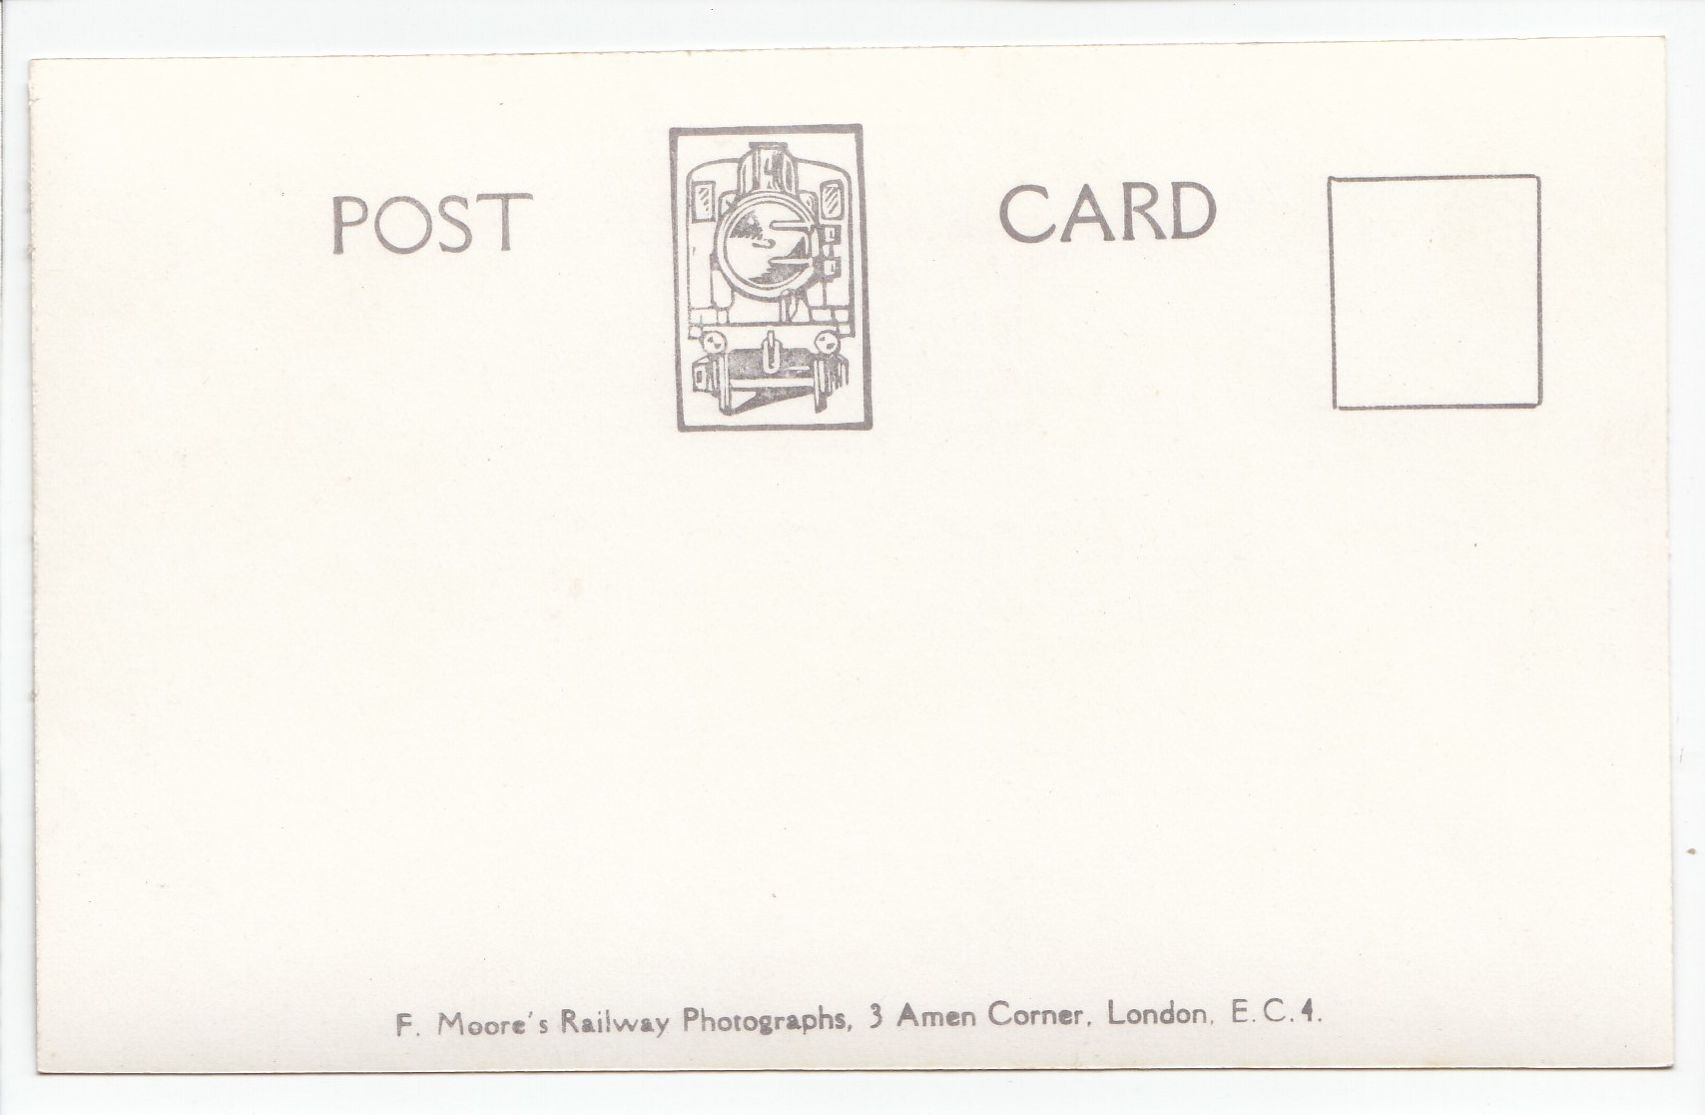 POST CARD
F. Moore's Railway Photographs, 3 Amen Corner, London, E.C.4.